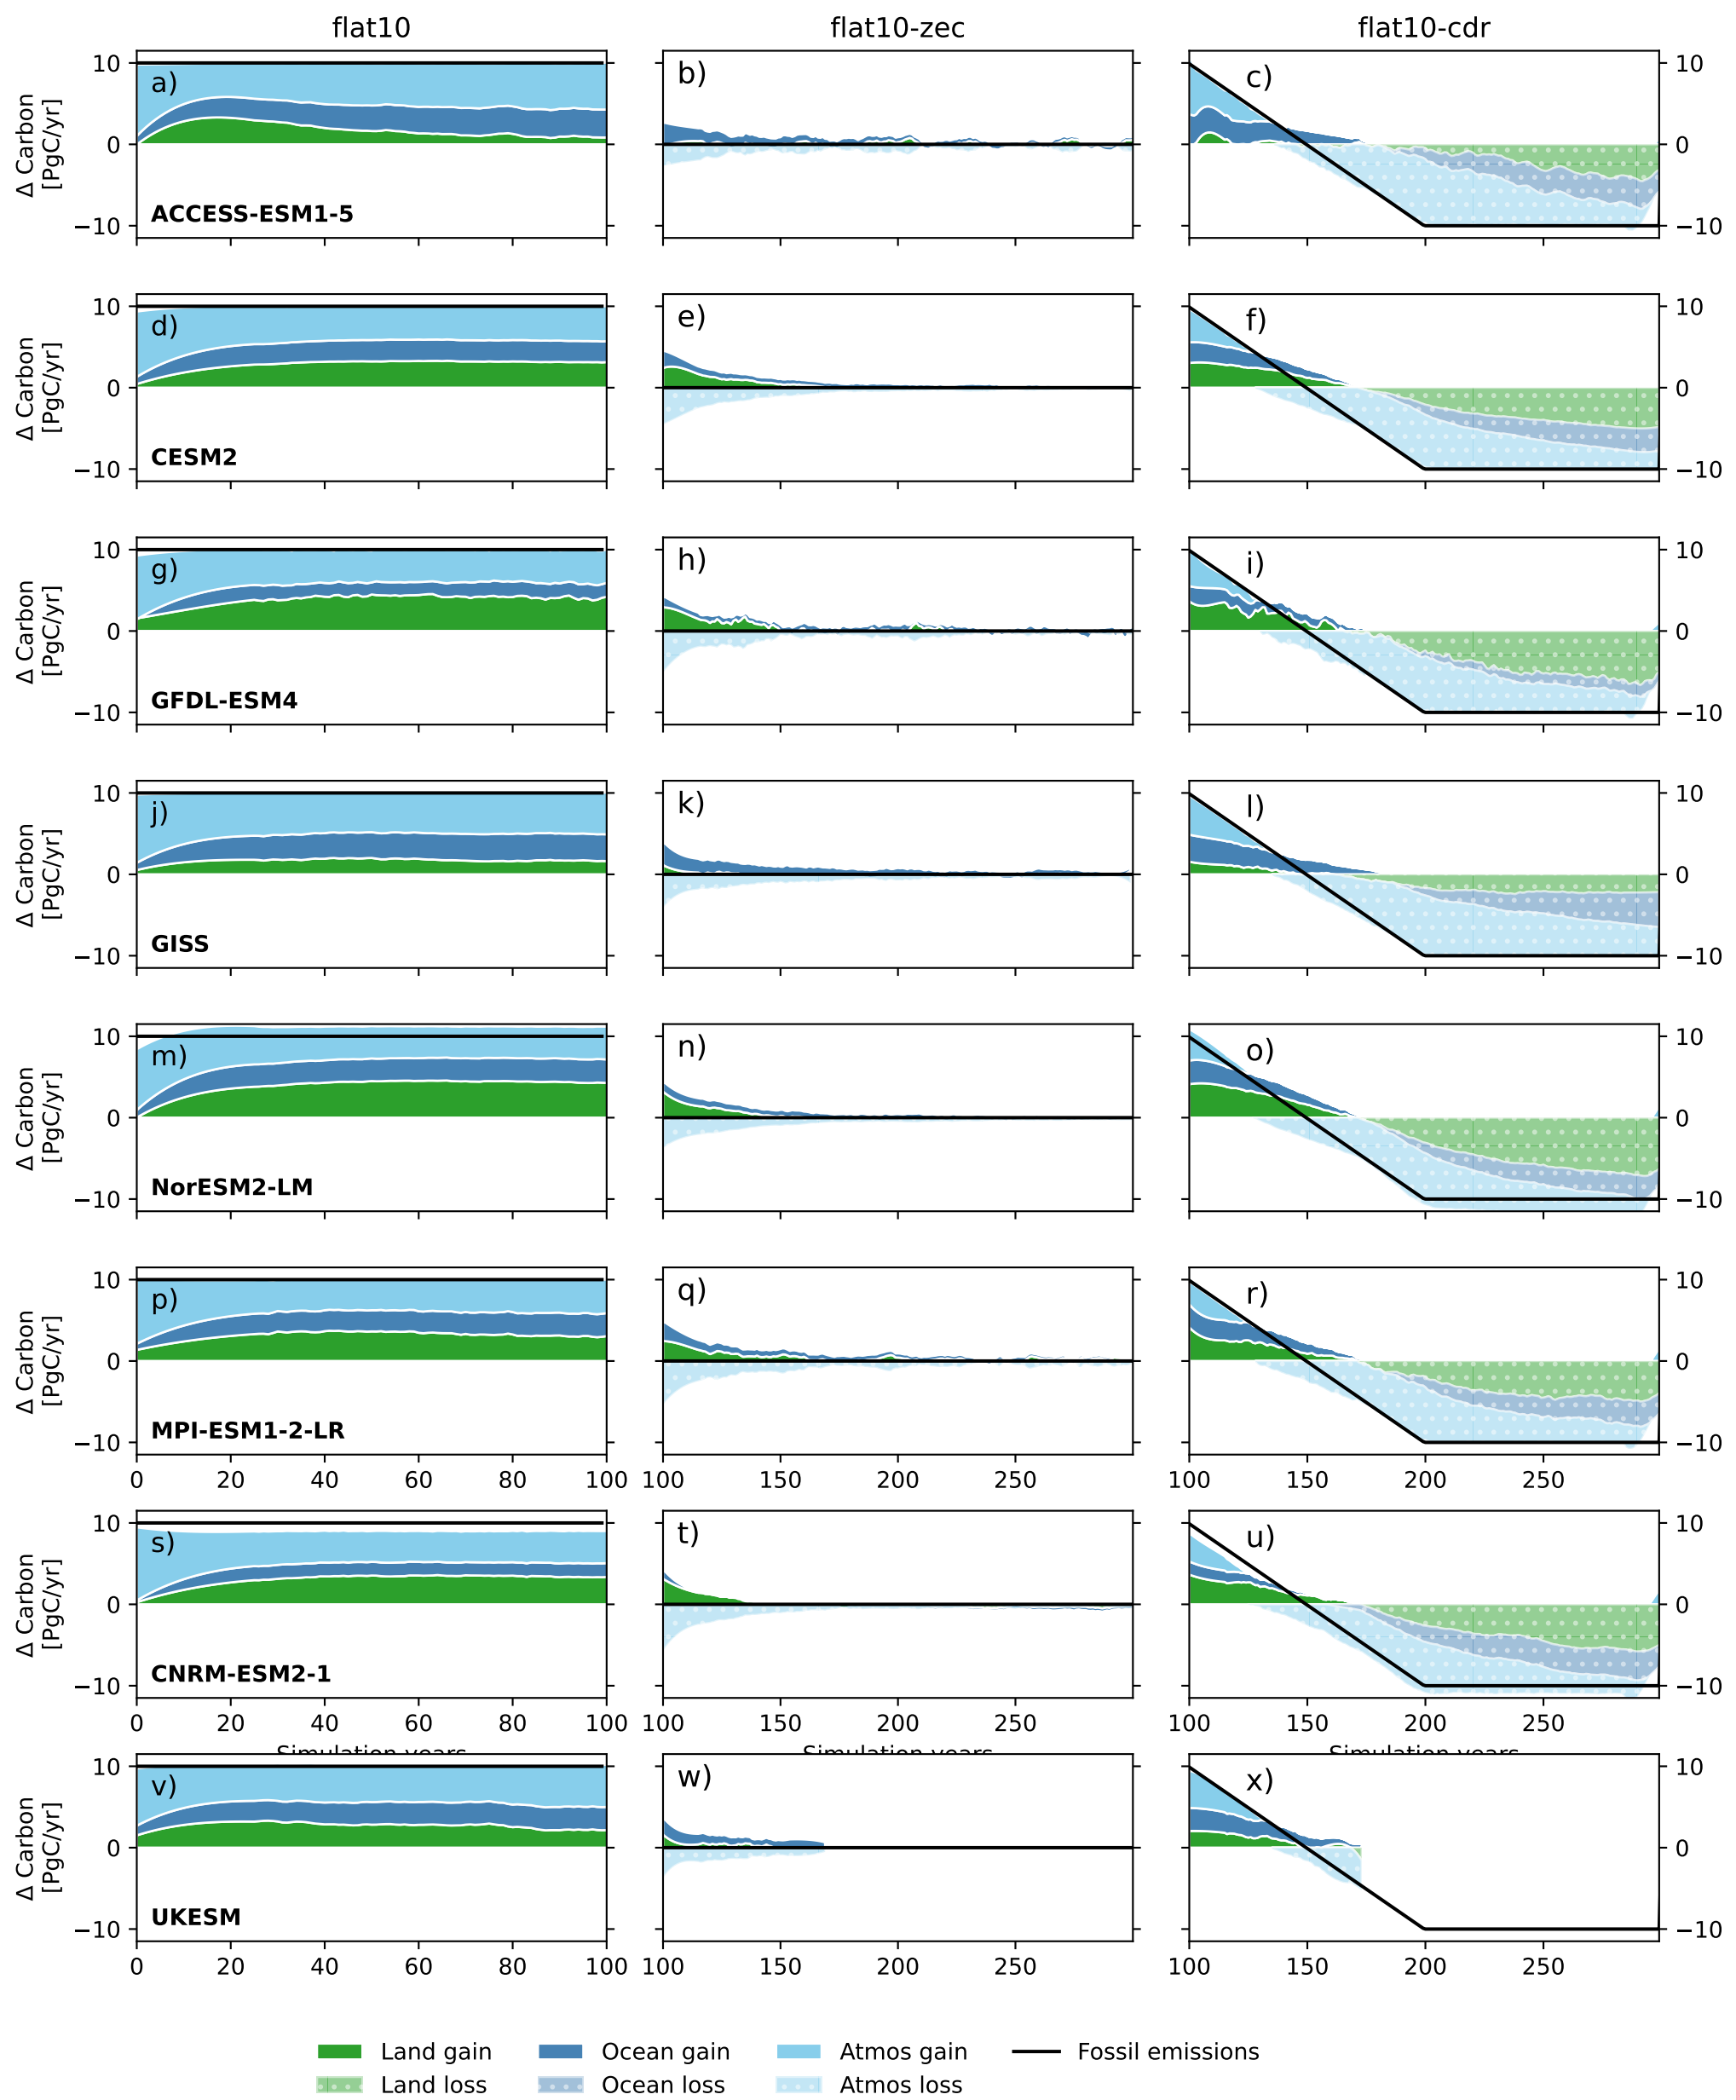 flat10 flat10-zec flat10-cdr
Δ Carbon
[PgC/yr]
10 0 −10
a) b) c)
10 0 −10
ACCESS-ESM1-5
Δ Carbon
[PgC/yr]
10 0 −10
d) e) f)
10 0 −10
CESM2
Δ Carbon
[PgC/yr]
10 0 −10
g) h) i)
10 0 −10
GFDL-ESM4
Δ Carbon
[PgC/yr]
10 0 −10
j) k) l)
10 0 −10
GISS
Δ Carbon
[PgC/yr]
10 0 −10
m) n) o)
10 0 −10
NorESM2-LM
Δ Carbon
[PgC/yr]
10 0 −10
p) q) r)
10 0 −10
MPI-ESM1-2-LR
0 20 40 60 80 100 100 150 200 250 100 150 200 250
Δ Carbon
[PgC/yr]
10 0 −10
s) t) u)
10 0 −10
CNRM-ESM2-1
0 20 40 60 80 100 100 150 200 250 100 150 200 250
Simulation years Simulation years Simulation years
Δ Carbon
[PgC/yr]
10 0 −10
v) w) x)
10 0 −10
UKESM
0 20 40 60 80 100 100 150 200 250 100 150 200 250
Land gain Ocean gain Atmos gain Fossil emissions
Land loss Ocean loss Atmos loss